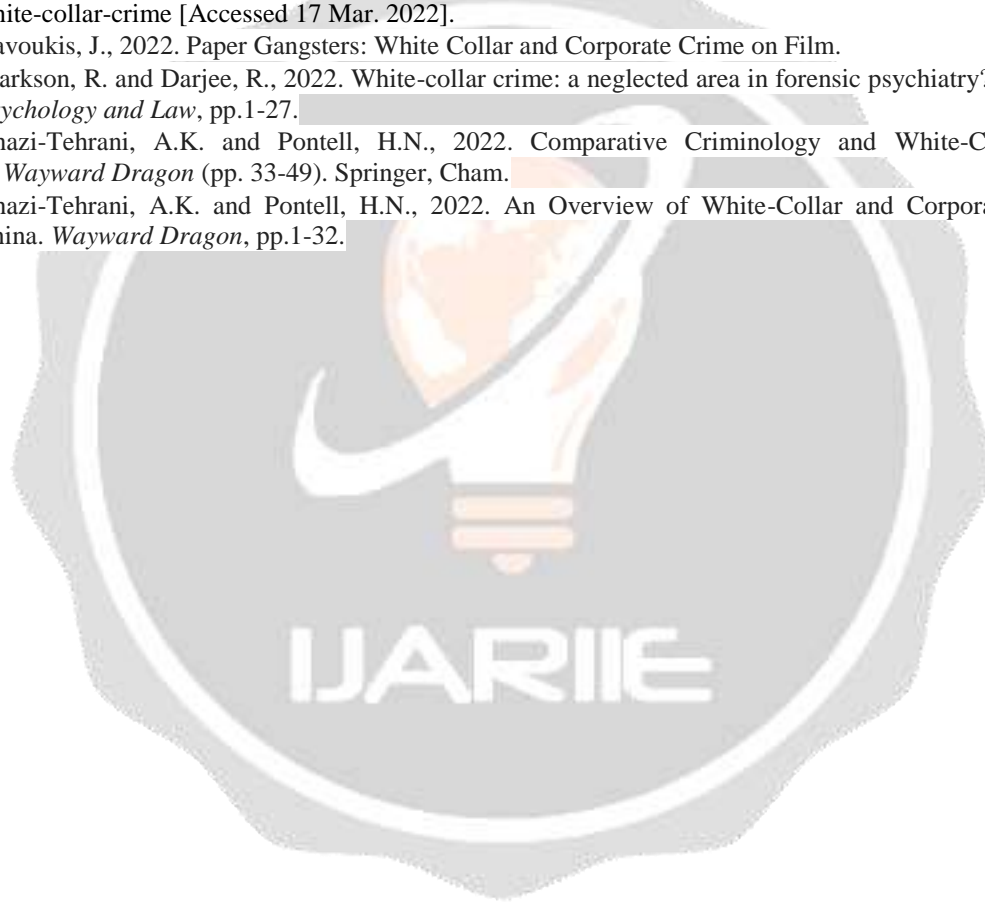 hite-collar-crime [Accessed 17 Mar. 2022].
avoukis, J., 2022. Paper Gangsters: White Collar and Corporate Crime on Film.
arkson, R. and Darjee, R., 2022. White-collar crime: a neglected area in forensic psychiatry?
ychology and Law, pp.1-27.
hazi-Tehrani, A.K. and Pontell, H.N., 2022. Comparative Criminology and White-C
Wayward Dragon (pp. 33-49). Springer, Cham.
hazi-Tehrani, A.K. and Pontell, H.N., 2022. An Overview of White-Collar and Corpora
hina. Wayward Dragon, pp.1-32.
IJARIIE